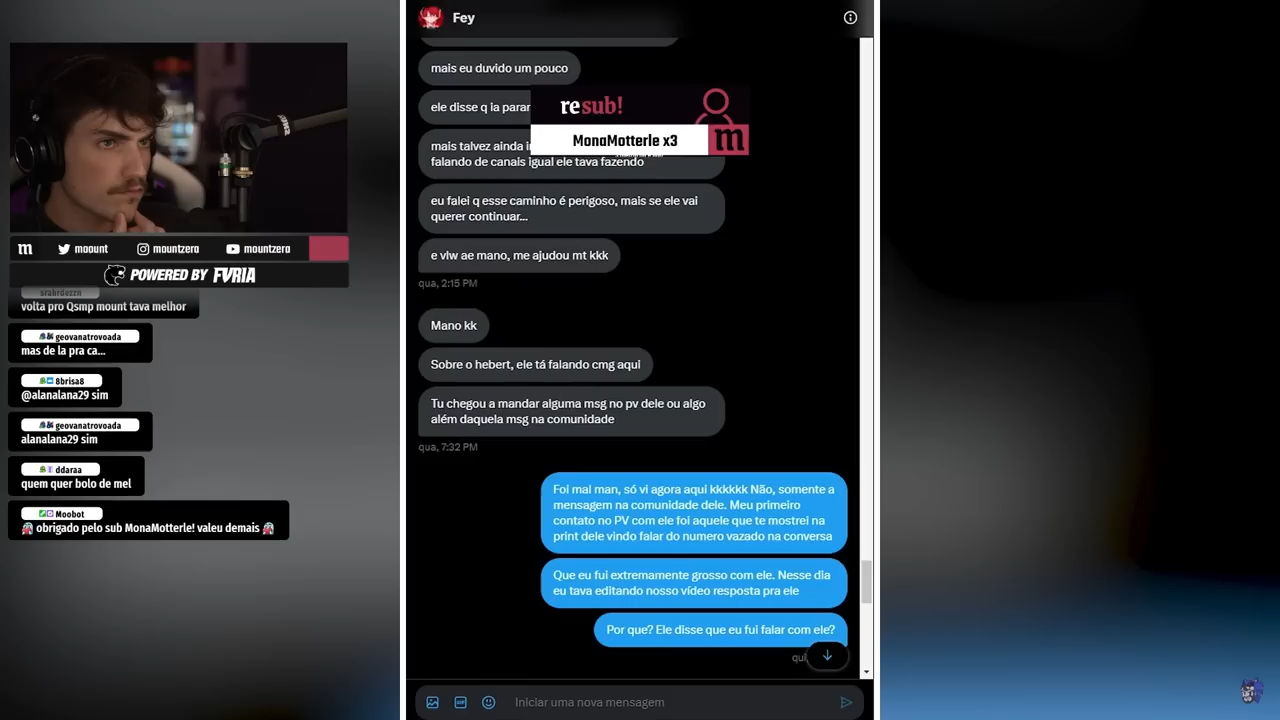 m moount mountzera mountzera
POWERED BY FVRIA
srahrdezzn
volta pro Qsmp mount tava melhor
geovanatrovoada
mas de la pra ca...
8brisa8
@alanalana29 sim
geovanatrovoada
alanalana29 sim
ddaraa
quem quer bolo de mel
Moobot
obrigado pelo sub MonaMotterle! valeu demais
Fey
mais eu duvido um pouco
ele disse q ia parar
resub!
MonaMotterle x3
m
mais talvez ainda
falando de canais igual ele tava fazendo
eu falei q esse caminho é perigoso, mais se ele vai
querer continuar...
e vlw ae mano, me ajudou mt kkk
qua, 2:15 PM
Mano kk
Sobre o hebert, ele tá falando cmg aqui
Tu chegou a mandar alguma msg no pv dele ou algo
além daquela msg na comunidade
qua, 7:32 PM
Foi mal man, só vi agora aqui kkkkkk Não, somente a
mensagem na comunidade dele. Meu primeiro
contato no PV com ele foi aquele que te mostrei na
print dele vindo falar do numero vazado na conversa
Que eu fui extremamente grosso com ele. Nesse dia
eu tava editando nosso vídeo resposta pra ele
Por que? Ele disse que eu fui falar com ele?
qui
GIF
Iniciar uma nova mensagem